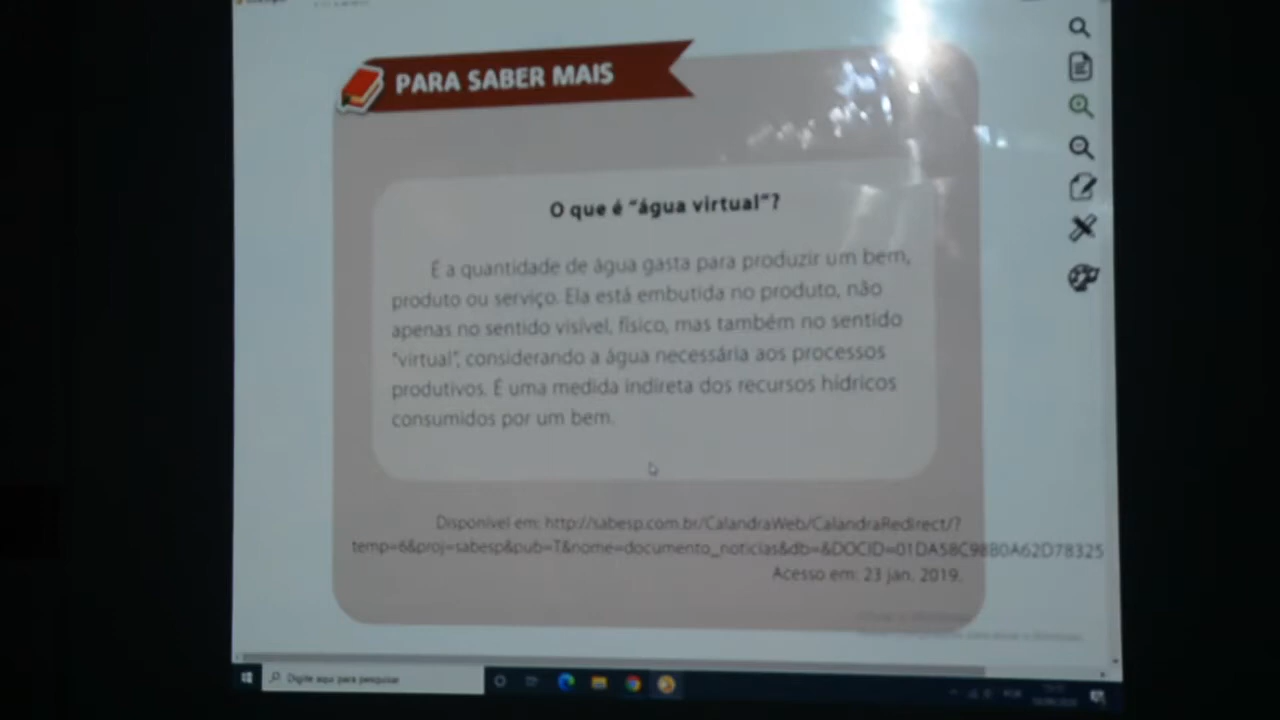 PARA SABER MAIS
O que é “água virtual”?
É a quantidade de água gasta para produzir um bem,
produto ou serviço. Ela está embutida no produto, não
apenas no sentido visível, físico, mas também no sentido
“virtual”, considerando a água necessária aos processos
produtivos. É uma medida indireta dos recursos hídricos
consumidos por um bem.
Disponível em: http://sabesp.com.br/CalandraWeb/CalandraRedirect/?
temp=6&proj=sabesp&pub=T&nome=documento_noticias&db=&DOCID=01DA58C98B0A62D78325
Acesso em: 23 jan. 2019.
Digite aqui para pesquisar